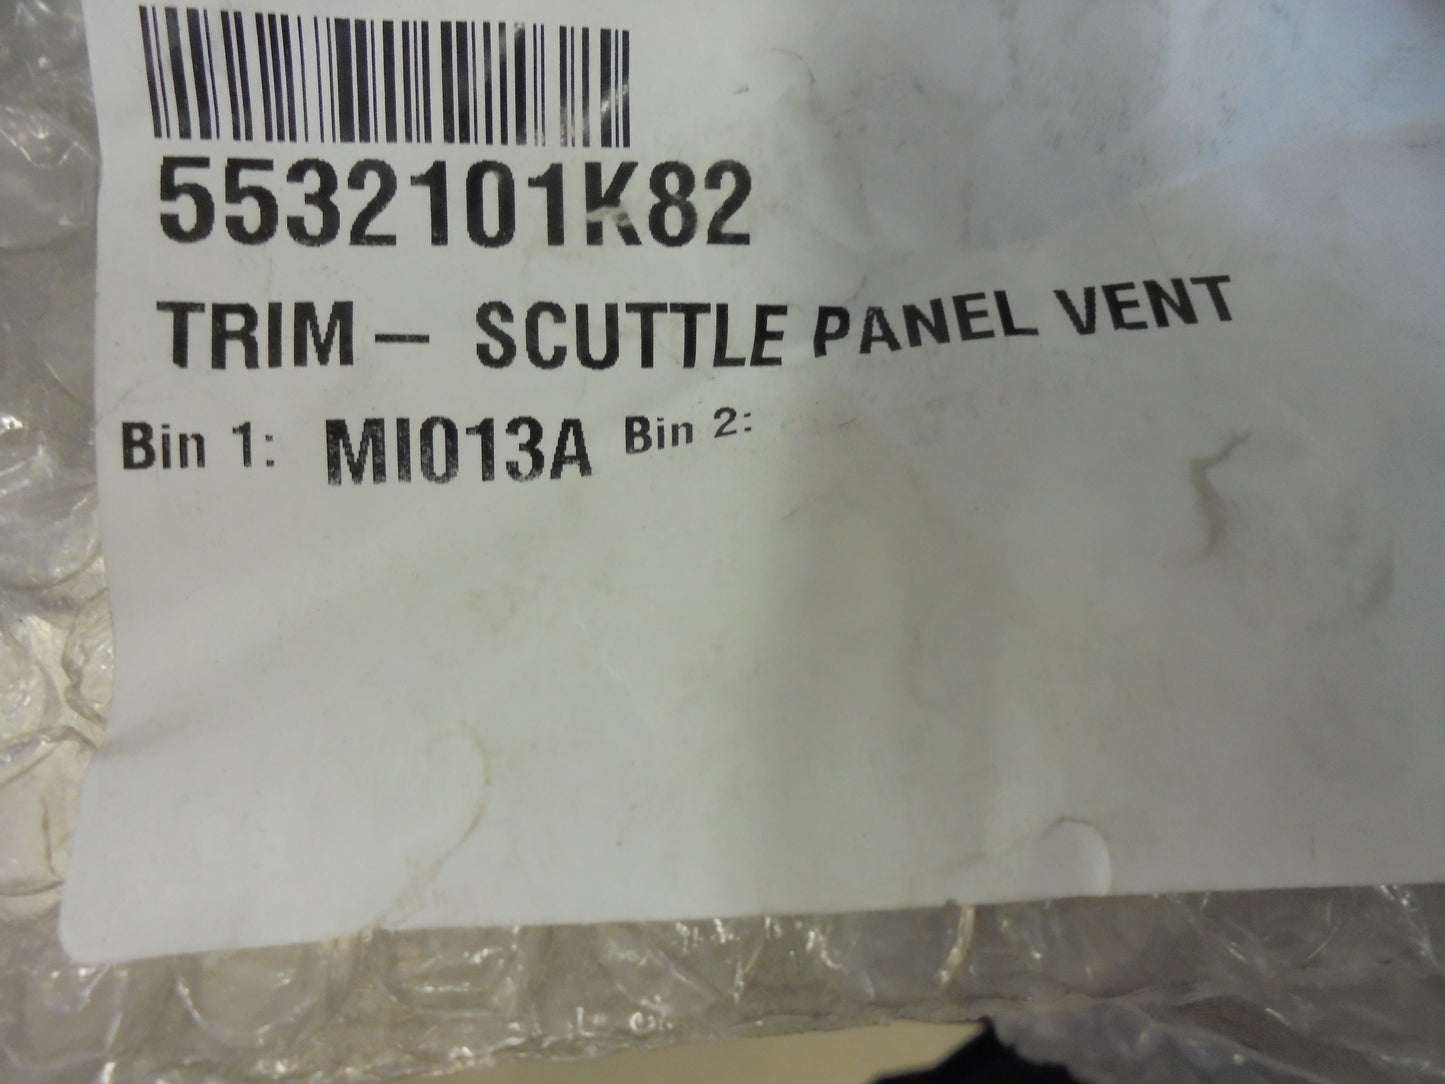 5532101K82
TRIM- SCUTTLE PANEL VENT
Bin 1: MI013A Bin 2: